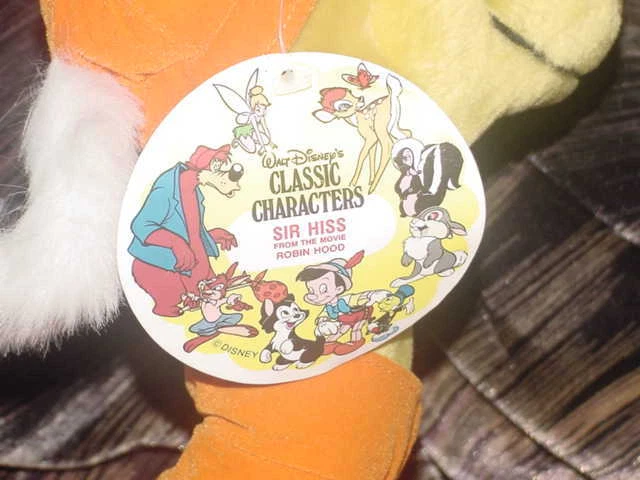 WALT DISNEY'S
CLASSIC
CHARACTERS
SIR HISS
FROM THE MOVIE
ROBIN HOOD
© DISNEY